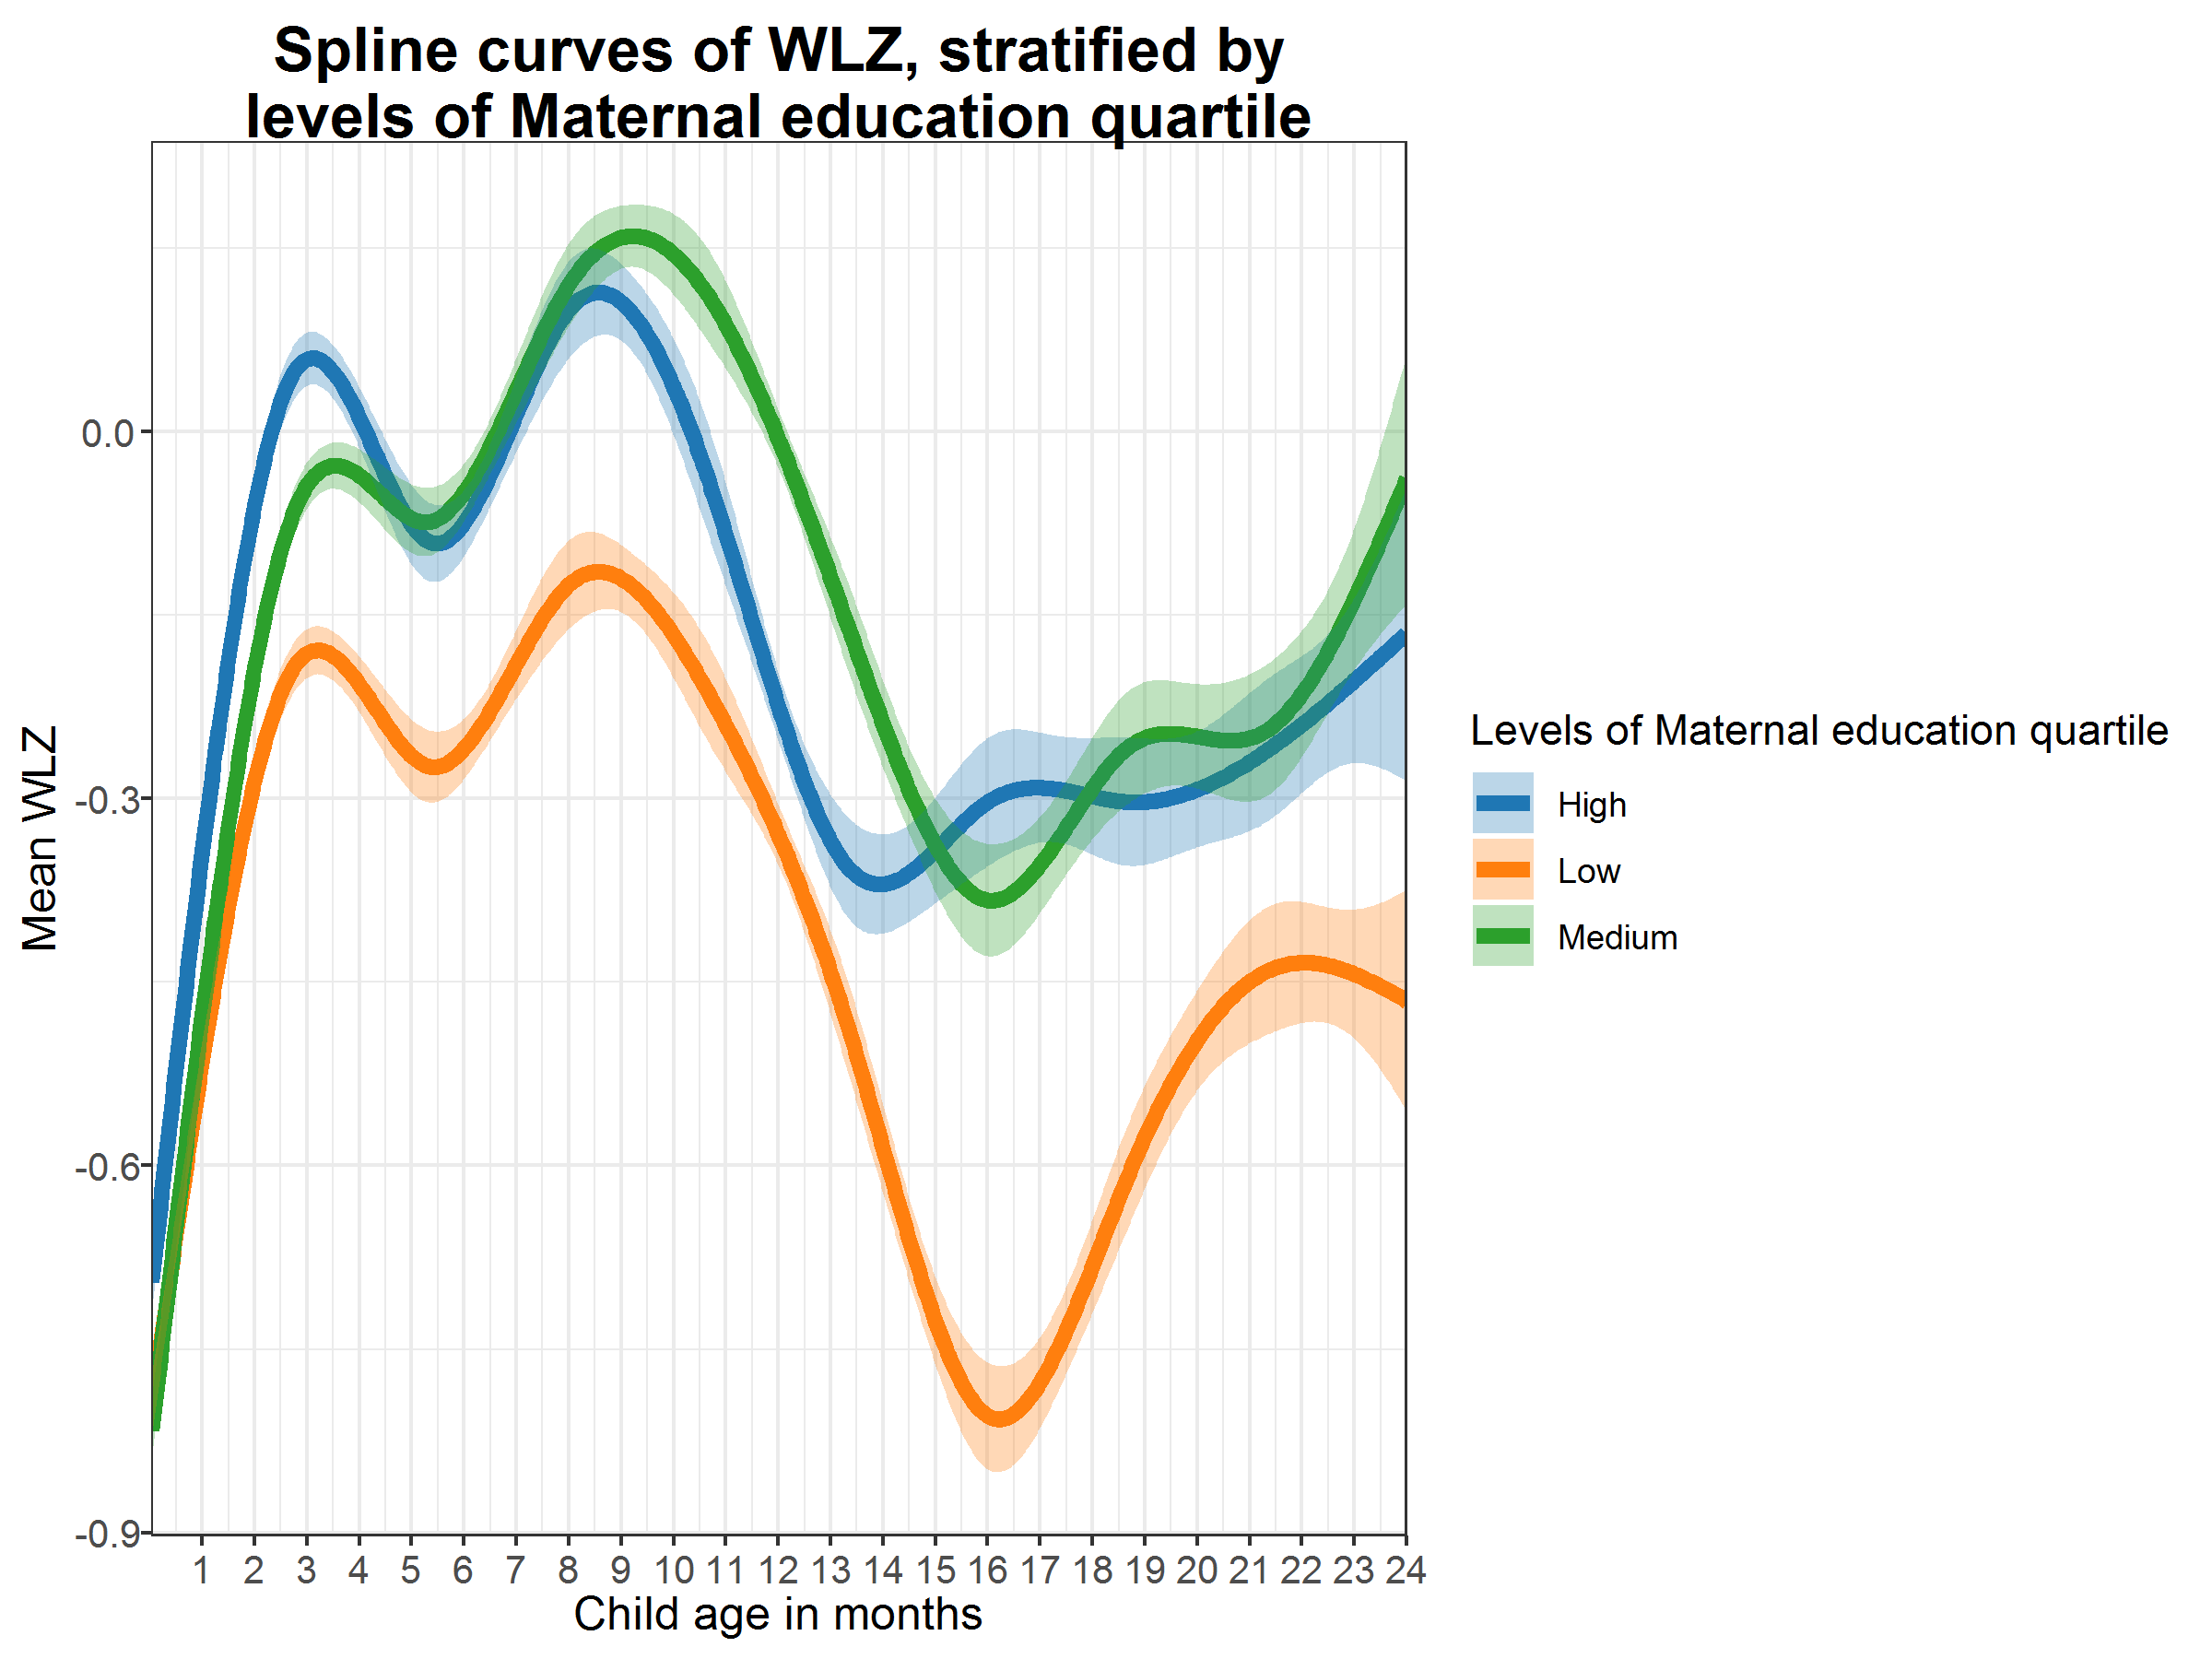 Spline curves of WLZ, stratified by
levels of Maternal education quartile
Mean WLZ
0.0
-0.3
-0.6
-0.9
1 2 3 4 5 6 7 8 9 10 11 12 13 14 15 16 17 18 19 20 21 22 23 24
Child age in months
Levels of Maternal education quartile
High
Low
Medium